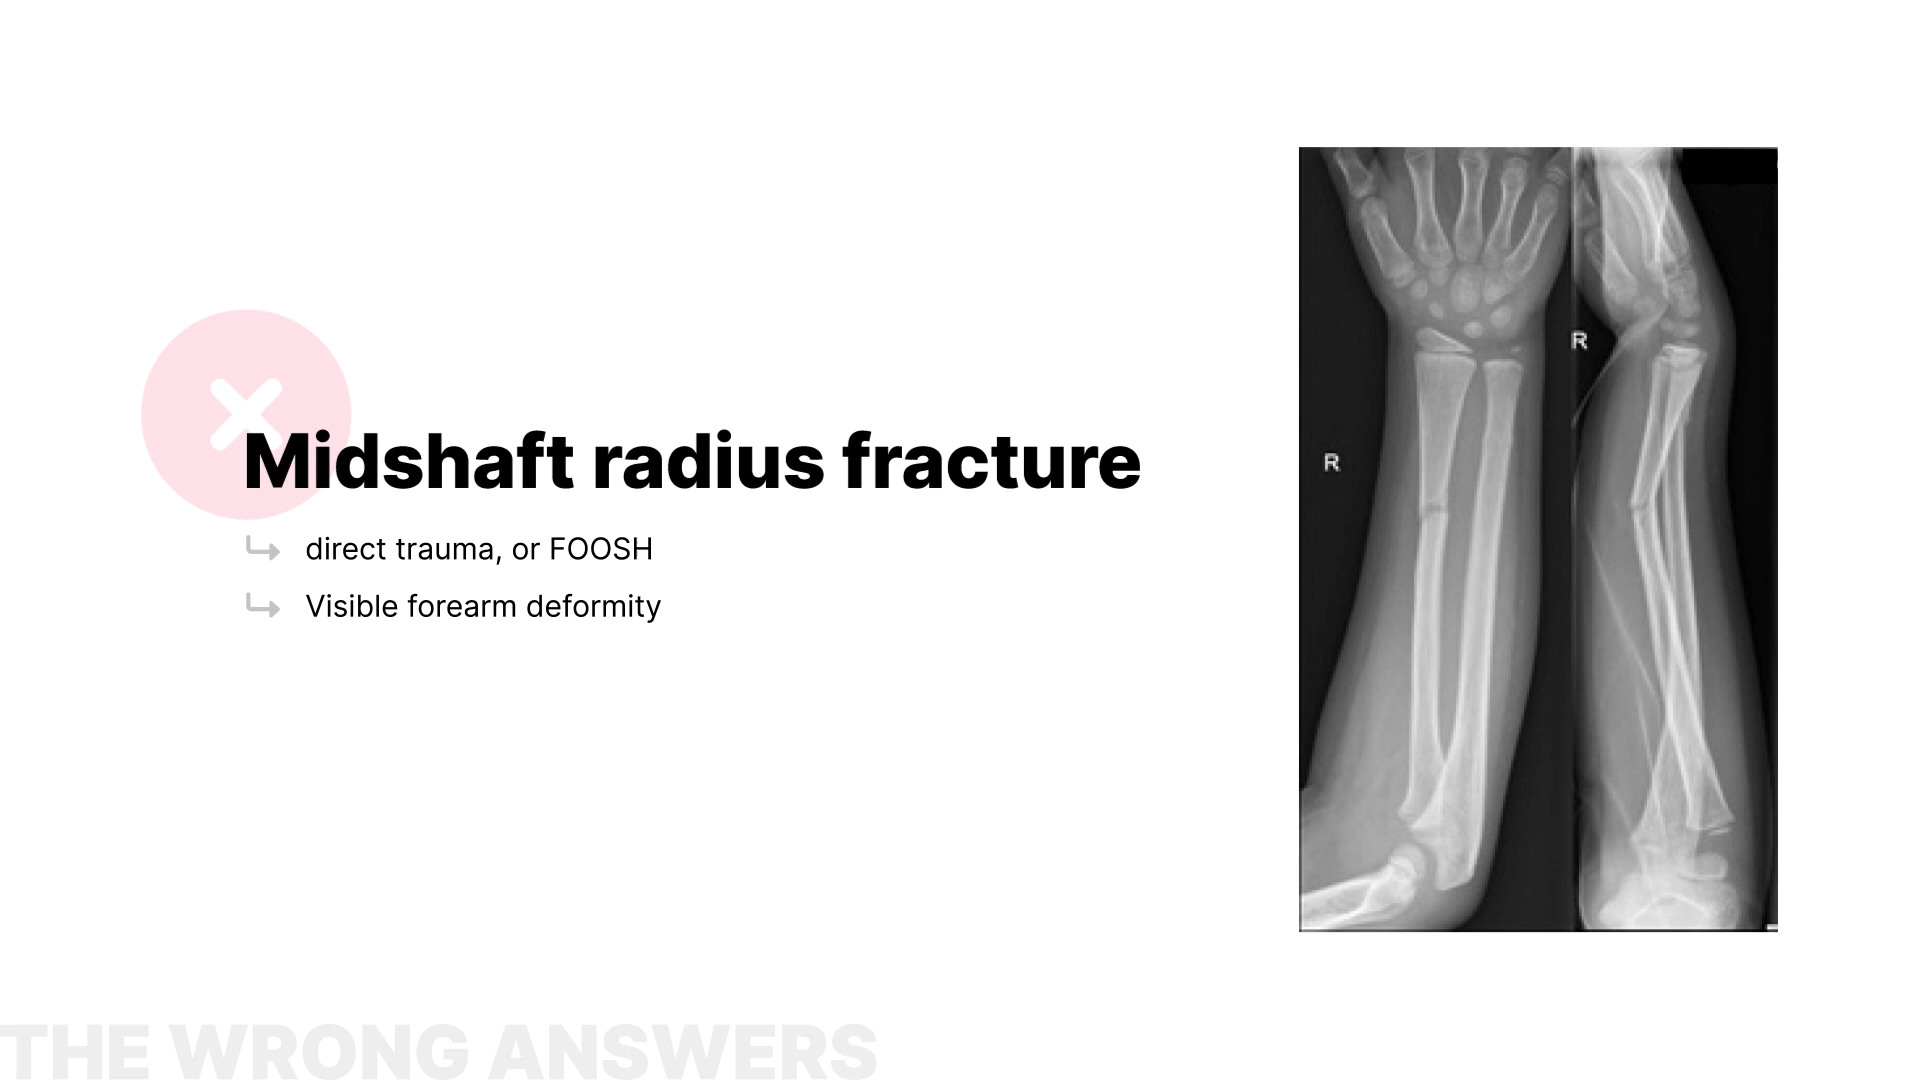 Midshaft radius fracture
direct trauma, or FOOSH
Visible forearm deformity
R
R
THE WRONG ANSWERS